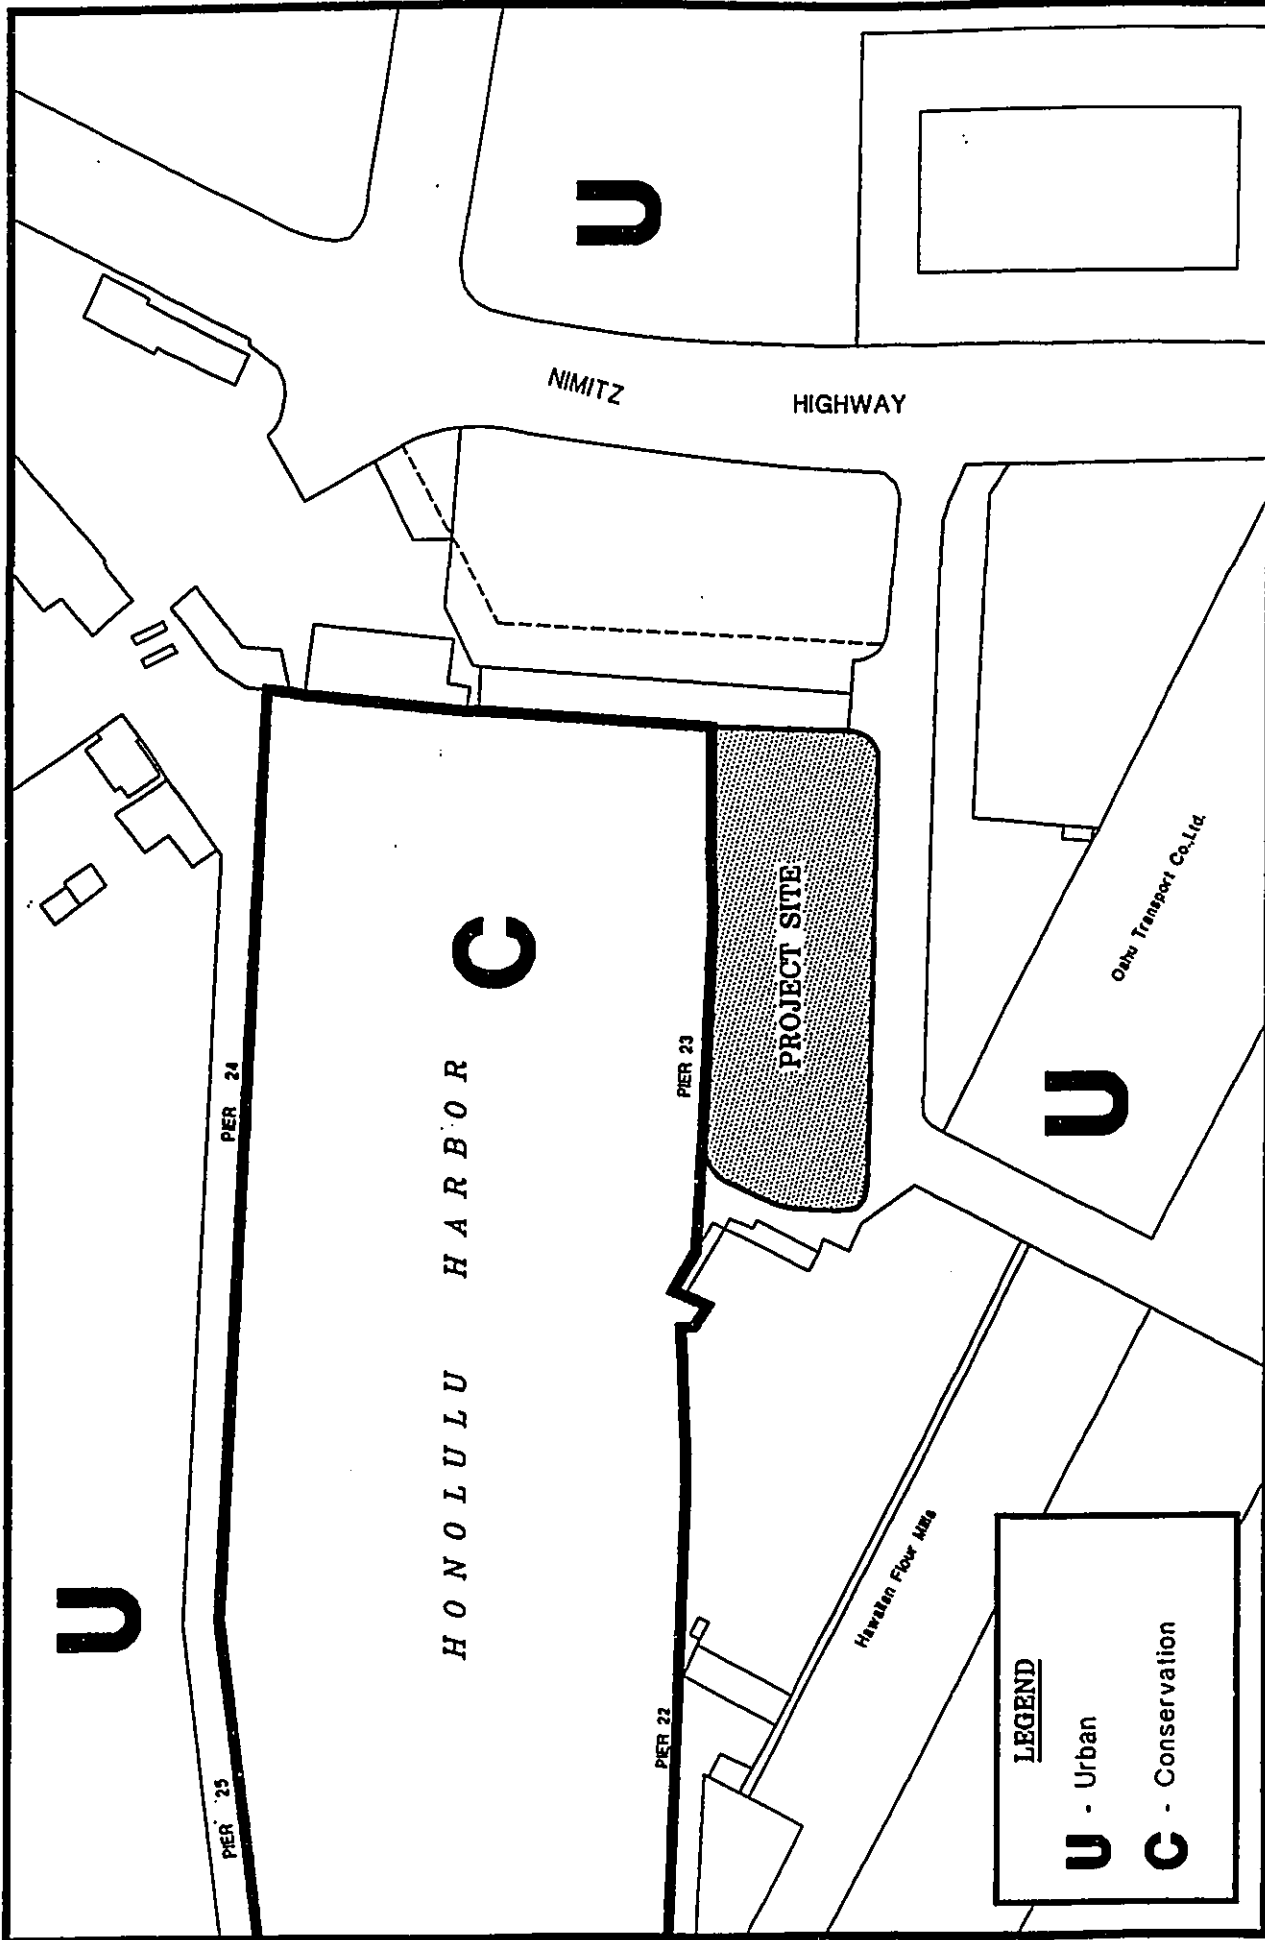 U
U
NIMITZ
HIGHWAY
C
PIER 24
PIER 23
PROJECT SITE
HONOLULU HARBOR
Oahu Transport Co., Ltd.
U
PIER 25
PIER 22
Hawaiian Flour Mills
LEGEND
U - Urban
C - Conservation